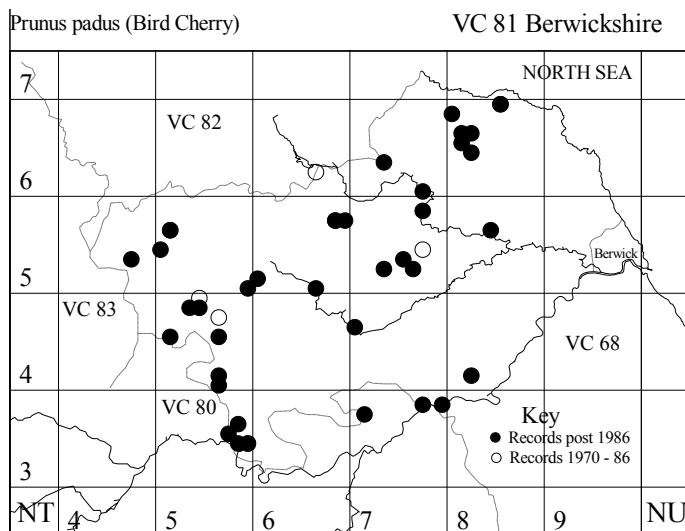 Prunus padus (Bird Cherry)
VC 81 Berwickshire
7
NORTH SEA
VC 82
6
Berwick
5
VC 83
VC 68
4
VC 80
Key
Records post 1986
Records 1970 - 86
3
NT 4 5 6 7 8 9 NU